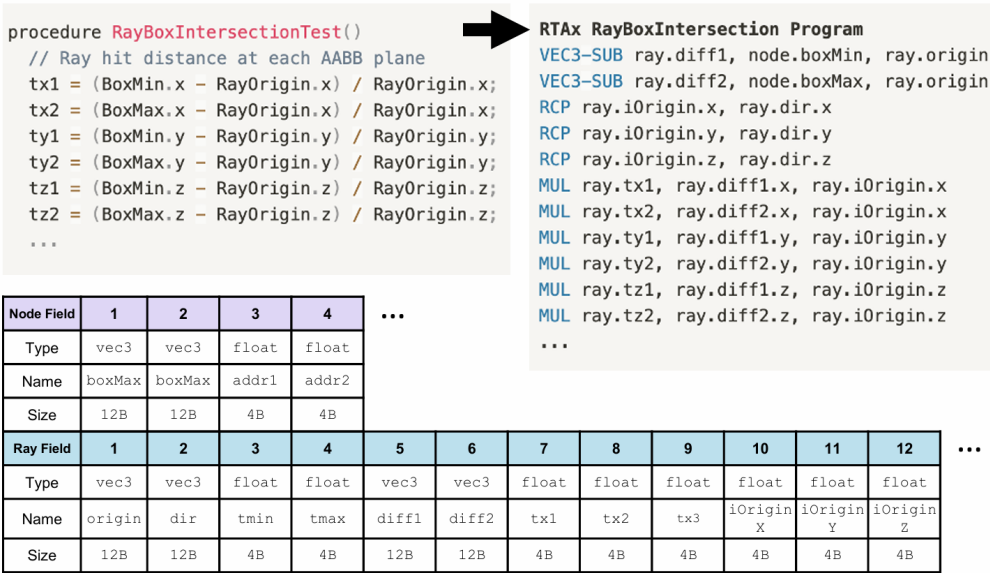 procedure RayBoxIntersectionTest()
// Ray hit distance at each AABB plane
tx1 = (BoxMin.x - RayOrigin.x) / RayOrigin.x;
tx2 = (BoxMax.x - RayOrigin.x) / RayOrigin.x;
ty1 = (BoxMin.y - RayOrigin.y) / RayOrigin.y;
ty2 = (BoxMax.y - RayOrigin.y) / RayOrigin.y;
tz1 = (BoxMin.z - RayOrigin.z) / RayOrigin.z;
tz2 = (BoxMax.z - RayOrigin.z) / RayOrigin.z;
...
RTAx RayBoxIntersection Program
VEC3-SUB ray.diff1, node.boxMin, ray.origin
VEC3-SUB ray.diff2, node.boxMax, ray.origin
RCP ray.iOrigin.x, ray.dir.x
RCP ray.iOrigin.y, ray.dir.y
RCP ray.iOrigin.z, ray.dir.z
MUL ray.tx1, ray.diff1.x, ray.iOrigin.x
MUL ray.tx2, ray.diff2.x, ray.iOrigin.x
MUL ray.ty1, ray.diff1.y, ray.iOrigin.y
MUL ray.ty2, ray.diff2.y, ray.iOrigin.y
MUL ray.tz1, ray.diff1.z, ray.iOrigin.z
MUL ray.tz2, ray.diff2.z, ray.iOrigin.z
...
Node Field 1 2 3 4 ...
Type vec3 vec3 float float
Name boxMax boxMax addr1 addr2
Size 12B 12B 4B 4B
Ray Field 1 2 3 4 5 6 7 8 9 10 11 12 ...
Type vec3 vec3 float float vec3 vec3 float float float float float float
Name origin dir tmin tmax diff1 diff2 tx1 tx2 tx3 iOrigin X iOrigin Y iOrigin Z
Size 12B 12B 4B 4B 12B 12B 4B 4B 4B 4B 4B 4B